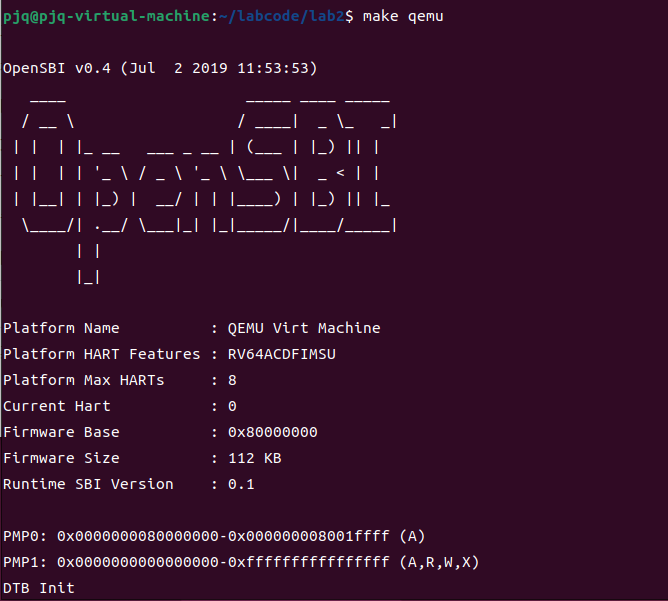 pjq@pjq-virtual-machine:~/labcode/lab2$ make qemu

OpenSBI v0.4 (Jul  2 2019 11:53:53)
   ____                    _____ ____ _____
  / __ \                  / ____|  _ \_   _|
 | |  | |_ __   ___ _ __ | (___ | |_) || |
 | |  | | '_ \ / _ \ '_ \ \___ \|  _ < | |
 | |__| | |_) |  __/ | | |____) | |_) || |_
  \____/| .__/ \___|_| |_|_____/|____/_____|
        | |
        |_|

Platform Name          : QEMU Virt Machine
Platform HART Features : RV64ACDFIMSU
Platform Max HARTs     : 8
Current Hart           : 0
Firmware Base          : 0x80000000
Firmware Size          : 112 KB
Runtime SBI Version    : 0.1

PMP0: 0x0000000080000000-0x000000008001ffff (A)
PMP1: 0x0000000000000000-0xffffffffffffffff (A,R,W,X)
DTB Init